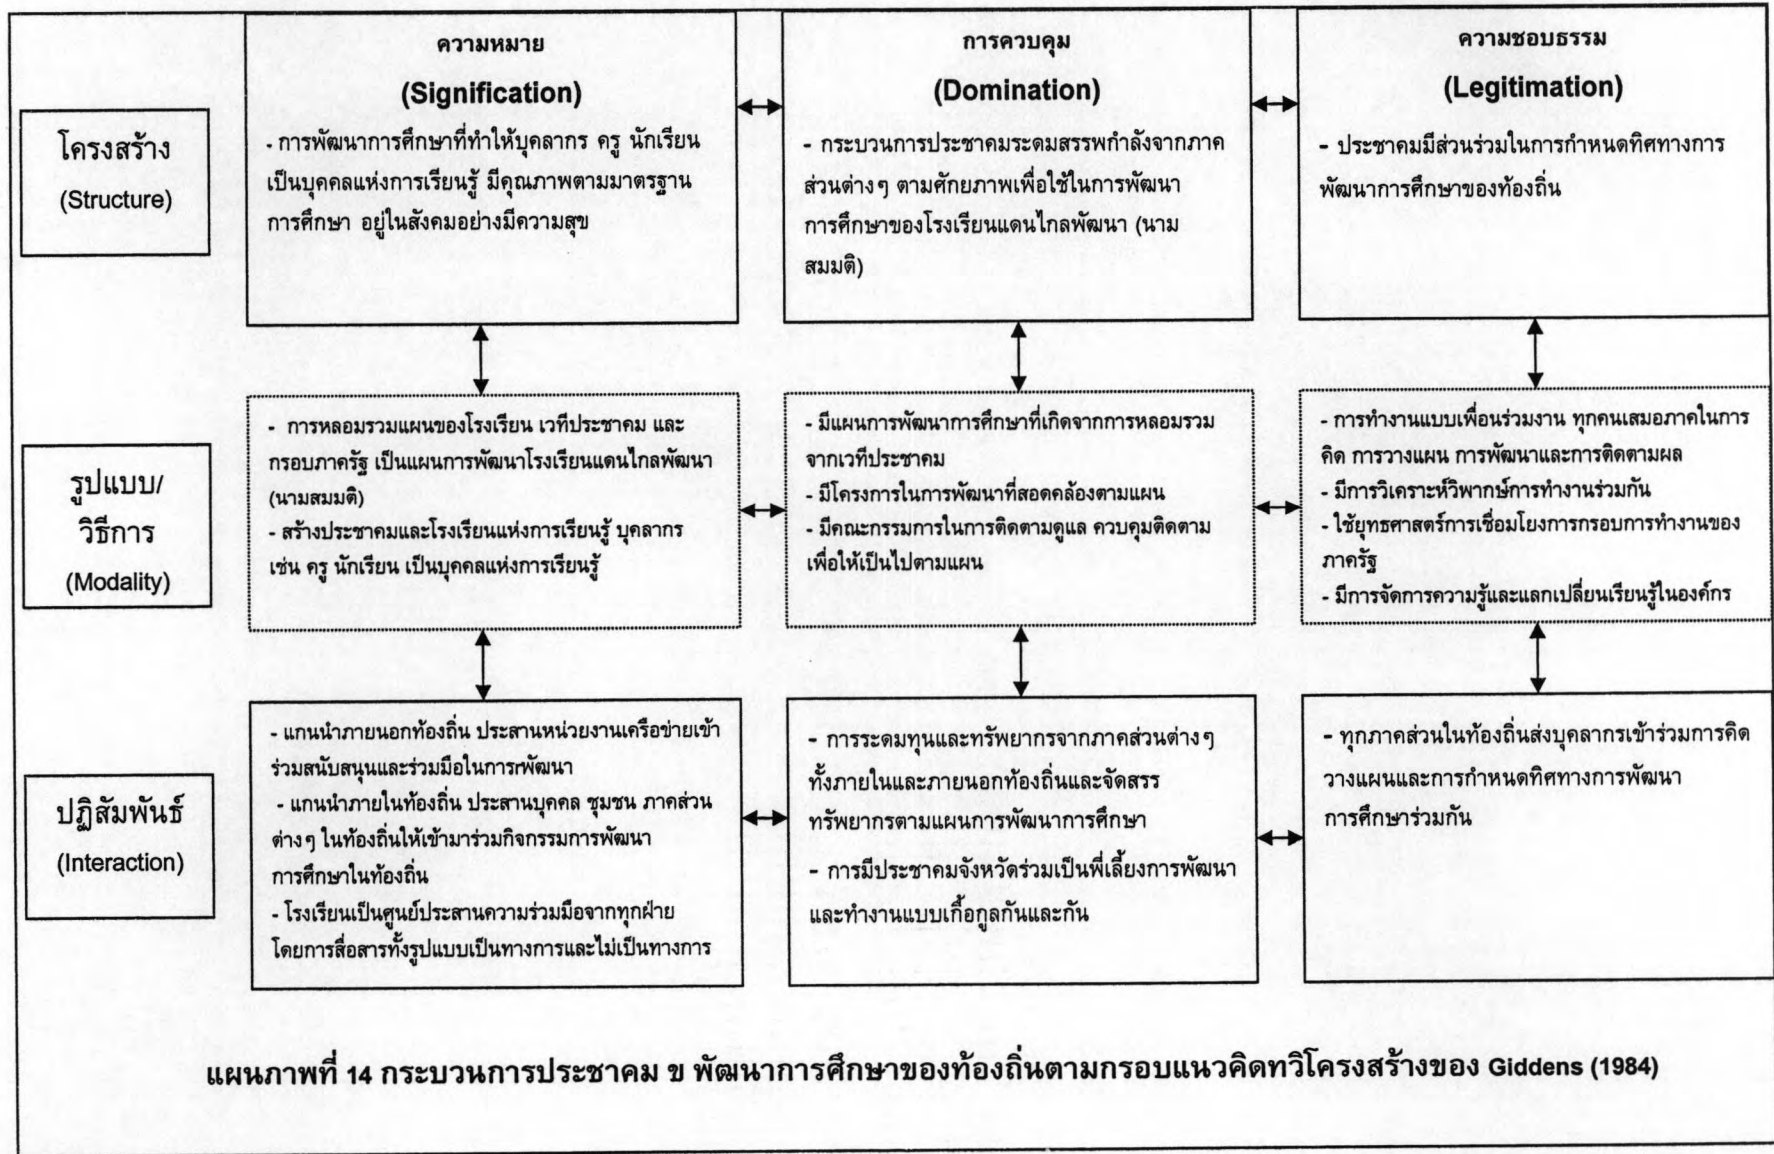 ความหมาย
(Signification)
- การพัฒนาการศึกษาที่ทำให้บุคลากร ครู นักเรียน
เป็นบุคคลแห่งการเรียนรู้ มีคุณภาพตามมาตรฐาน
การศึกษา อยู่ในสังคมอย่างมีความสุข
การควบคุม
(Domination)
- กระบวนการประชาคมระดมสรรพกำลังจากภาค
ส่วนต่างๆ ตามศักยภาพเพื่อใช้ในการพัฒนา
การศึกษาของโรงเรียนแดนไกลพัฒนา (นาม
สมมติ)
ความชอบธรรม
(Legitimation)
- ประชาคมมีส่วนร่วมในการกำหนดทิศทางการ
พัฒนาการศึกษาของท้องถิ่น
โครงสร้าง
(Structure)
รูปแบบ/
วิธีการ
(Modality)
- การหลอมรวมแผนของโรงเรียน เวทีประชาคม และ
กรอบภาครัฐ เป็นแผนการพัฒนาโรงเรียนแดนไกลพัฒนา
(นามสมมติ)
- สร้างประชาคมและโรงเรียนแห่งการเรียนรู้ บุคลากร
เช่น ครู นักเรียน เป็นบุคคลแห่งการเรียนรู้
- มีแผนการพัฒนาการศึกษาที่เกิดจากการหลอมรวม
จากเวทีประชาคม
- มีโครงการในการพัฒนาที่สอดคล้องตามแผน
- มีคณะกรรมการในการติดตามดูแล ควบคุมติดตาม
เพื่อให้เป็นไปตามแผน
- การทำงานแบบเพื่อนร่วมงาน ทุกคนเสมอภาคในการ
คิด การวางแผน การพัฒนาและการติดตามผล
- มีการวิเคราะห์วิพากษ์การทำงานร่วมกัน
- ใช้ยุทธศาสตร์การเชื่อมโยงการกรอบการทำงานของ
ภาครัฐ
- มีการจัดการความรู้และแลกเปลี่ยนเรียนรู้ในองค์กร
ปฏิสัมพันธ์
(Interaction)
- แกนนำภายนอกท้องถิ่น ประสานหน่วยงานเครือข่ายเข้า
ร่วมสนับสนุนและร่วมมือในการrพัฒนา
- แกนนำภายในท้องถิ่น ประสานบุคคล ชุมชน ภาคส่วน
ต่างๆ ในท้องถิ่นให้เข้ามาร่วมกิจกรรมการพัฒนา
การศึกษาในท้องถิ่น
- โรงเรียนเป็นศูนย์ประสานความร่วมมือจากทุกฝ่าย
โดยการสื่อสารทั้งรูปแบบเป็นทางการและไม่เป็นทางการ
- การระดมทุนและทรัพยากรจากภาคส่วนต่างๆ
ทั้งภายในและภายนอกท้องถิ่นและจัดสรร
ทรัพยากรตามแผนการพัฒนาการศึกษา
- การมีประชาคมจังหวัดร่วมเป็นพี่เลี้ยงการพัฒนา
และทำงานแบบเกื้อกูลกันและกัน
- ทุกภาคส่วนในท้องถิ่นส่งบุคลากรเข้าร่วมการคิด
วางแผนและการกำหนดทิศทางการพัฒนา
การศึกษาร่วมกัน
แผนภาพที่ 14 กระบวนการประชาคม ข พัฒนาการศึกษาของท้องถิ่นตามกรอบแนวคิดทวิโครงสร้างของ Giddens (1984)